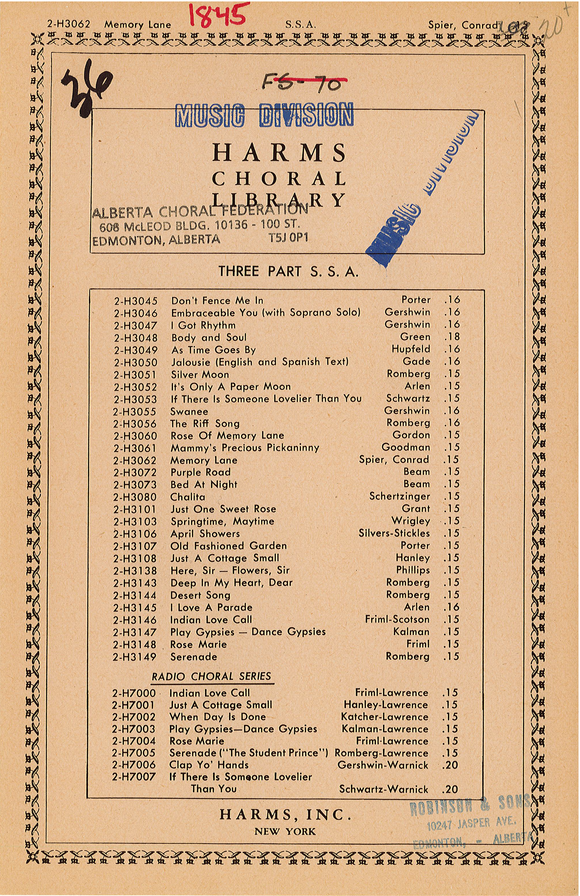 2-H3062 Memory Lane 1845 S.S.A. Spier, Conrad
36
FS-70
MUSIC DIVISION
MUSIC DIVISION
HARMS
CHORAL
LIBRARY
ALBERTA CHORAL FEDERATION
608 McLEOD BLDG. 10136 - 100 ST.
EDMONTON, ALBERTA T5J 0P1
THREE PART S. S. A.
2-H3045 Don't Fence Me In Porter .16
2-H3046 Embraceable You (with Soprano Solo) Gershwin .16
2-H3047 I Got Rhythm Gershwin .16
2-H3048 Body and Soul Green .18
2-H3049 As Time Goes By Hupfeld .16
2-H3050 Jalousie (English and Spanish Text) Gade .16
2-H3051 Silver Moon Romberg .15
2-H3052 It's Only A Paper Moon Arlen .15
2-H3053 If There Is Someone Lovelier Than You Schwartz .15
2-H3055 Swanee Gershwin .16
2-H3056 The Riff Song Romberg .16
2-H3060 Rose Of Memory Lane Gordon .15
2-H3061 Mammy's Precious Pickaninny Goodman .15
2-H3062 Memory Lane Spier, Conrad .15
2-H3072 Purple Road Beam .15
2-H3073 Bed At Night Beam .15
2-H3080 Chalita Schertzinger .15
2-H3101 Just One Sweet Rose Grant .15
2-H3103 Springtime, Maytime Wrigley .15
2-H3106 April Showers Silvers-Stickles .15
2-H3107 Old Fashioned Garden Porter .15
2-H3108 Just A Cottage Small Hanley .15
2-H3138 Here, Sir — Flowers, Sir Phillips .15
2-H3143 Deep In My Heart, Dear Romberg .15
2-H3144 Desert Song Romberg .15
2-H3145 I Love A Parade Arlen .16
2-H3146 Indian Love Call Friml-Scotson .15
2-H3147 Play Gypsies — Dance Gypsies Kalman .15
2-H3148 Rose Marie Friml .15
2-H3149 Serenade Romberg .15
RADIO CHORAL SERIES
2-H7000 Indian Love Call Friml-Lawrence .15
2-H7001 Just A Cottage Small Hanley-Lawrence .15
2-H7002 When Day Is Done Katcher-Lawrence .15
2-H7003 Play Gypsies—Dance Gypsies Kalman-Lawrence .15
2-H7004 Rose Marie Friml-Lawrence .15
2-H7005 Serenade ("The Student Prince") Romberg-Lawrence .15
2-H7006 Clap Yo' Hands Gershwin-Warnick .20
2-H7007 If There Is Someone Lovelier
Than You Schwartz-Warnick .20
HARMS, INC.
NEW YORK
ROBINSON & SONS
10247 JASPER AVE.
EDMONTON, - ALBERTA